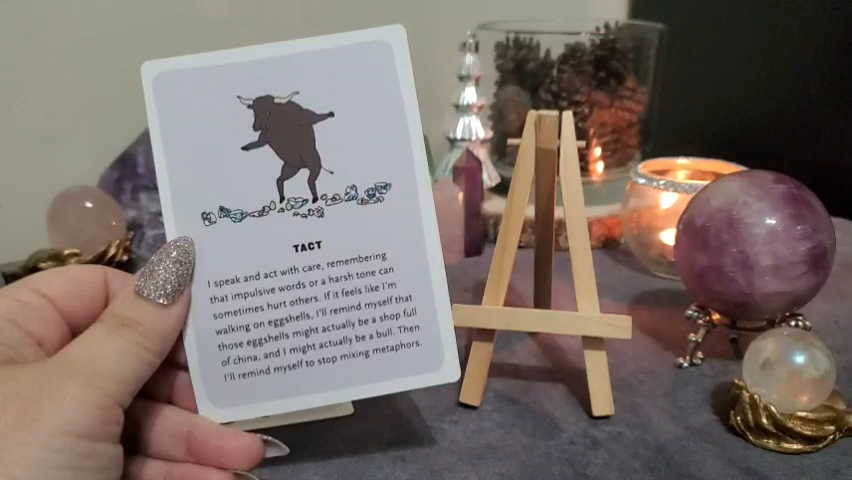 TACT
I speak and act with care, remembering
that impulsive words or a harsh tone can
sometimes hurt others. If it feels like I'm
walking on eggshells, I'll remind myself that
those eggshells might actually be a shop full
of china, and I might actually be a bull. Then
I'll remind myself to stop mixing metaphors.